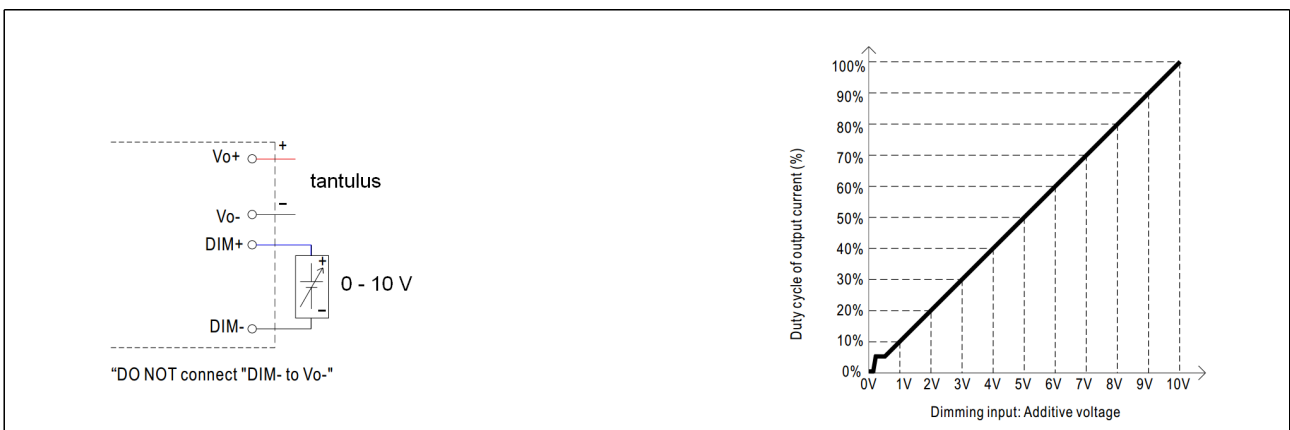 Vo+
+
tantulus
Vo-
−
DIM+
+
0 - 10 V
−
DIM-
“DO NOT connect "DIM- to Vo-"
Duty cycle of output current (%)
100%
90%
80%
70%
60%
50%
40%
30%
20%
10%
0%
0V 1V 2V 3V 4V 5V 6V 7V 8V 9V 10V
Dimming input: Additive voltage